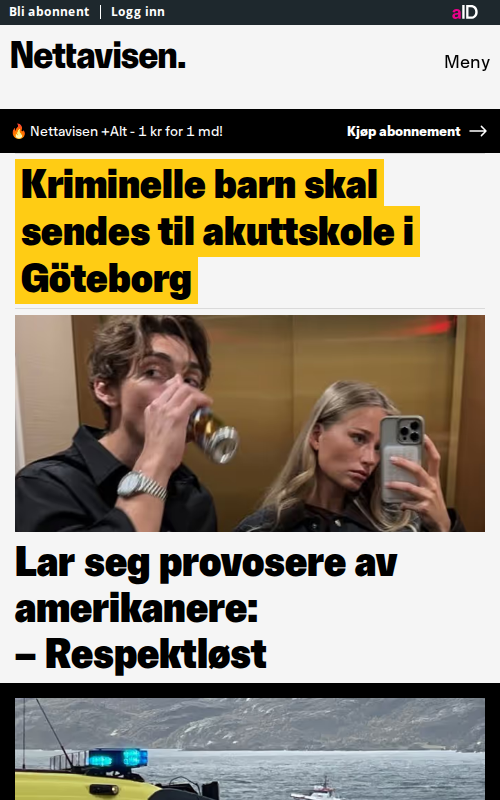 Bli abonnent
Logg inn
aID
Nettavisen.
Meny
🔥 Nettavisen +Alt - 1 kr for 1 md!
Kjøp abonnement →
Kriminelle barn skal
sendes til akuttskole i
Göteborg
Lar seg provosere av
amerikanere:
– Respektløst